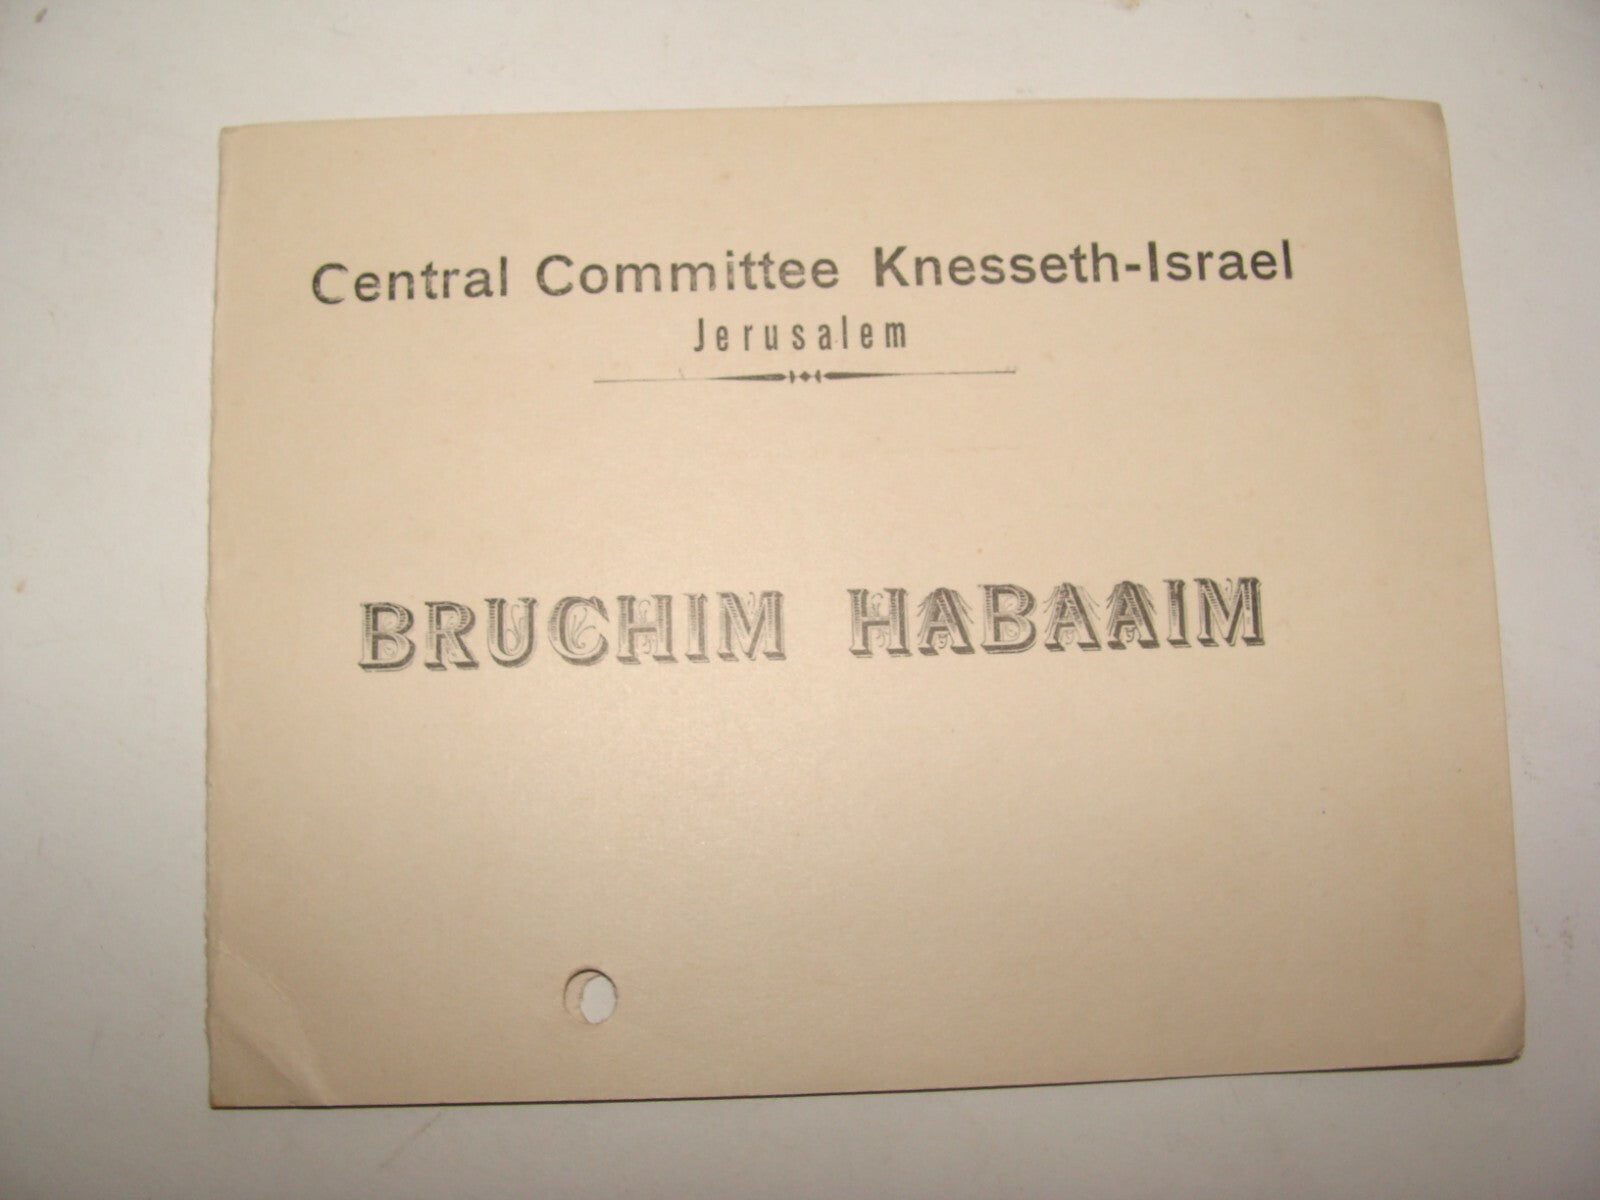 Central Committee Knesseth-Israel
Jerusalem
BRUCHIM HABAAIM